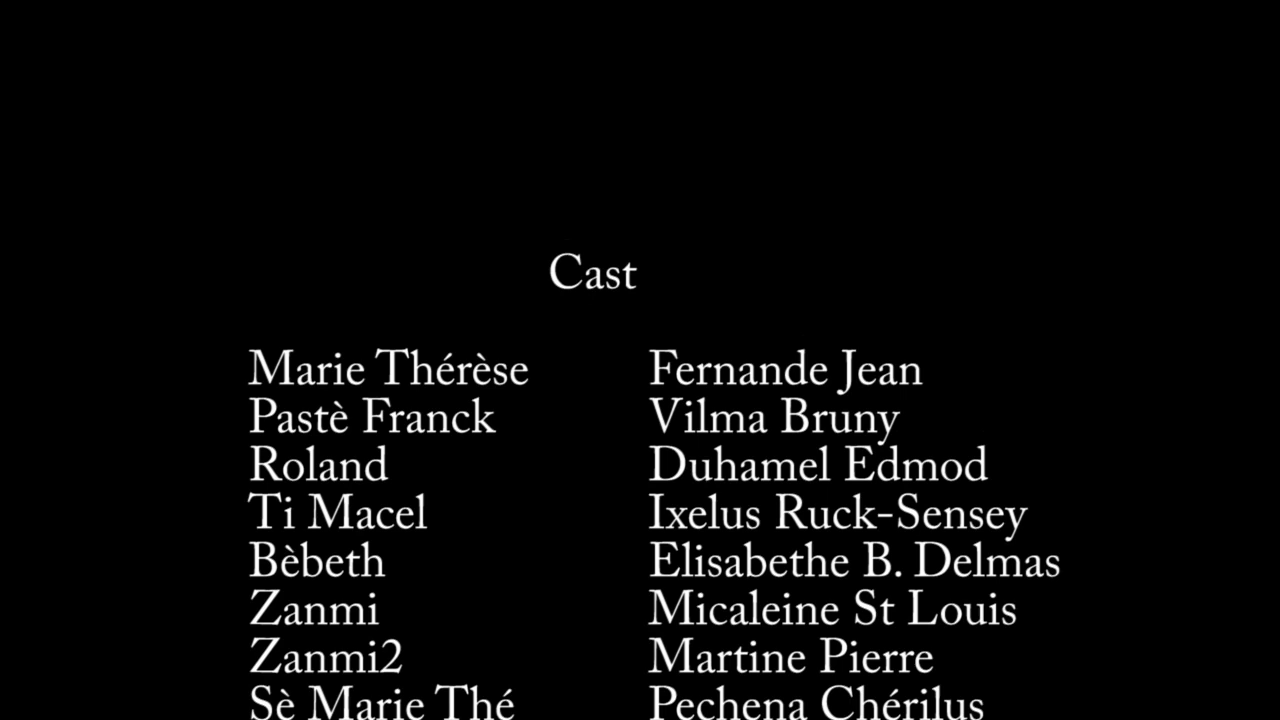 Cast
Marie Thérèse Fernande Jean
Pastè Franck Vilma Bruny
Roland Duhamel Edmod
Ti Macel Ixelus Ruck-Sensey
Bèbeth Elisabethe B. Delmas
Zanmi Micaleine St Louis
Zanmi2 Martine Pierre
Sè Marie Thé Pechena Chérilus